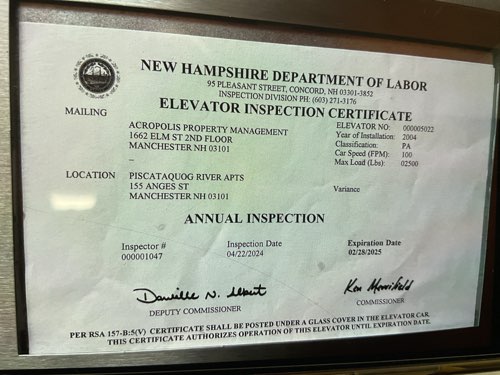 NEW HAMPSHIRE DEPARTMENT OF LABOR
95 PLEASANT STREET, CONCORD, NH 03301-3852
INSPECTION DIVISION PH: (603) 271-3176
ELEVATOR INSPECTION CERTIFICATE
MAILING
ACROPOLIS PROPERTY MANAGEMENT
1662 ELM ST 2ND FLOOR
MANCHESTER NH 03101
ELEVATOR NO: 000005022
Year of Installation: 2004
Classification: PA
Car Speed (FPM): 100
Max Load (Lbs): 02500
LOCATION
PISCATAQUOG RIVER APTS
155 ANGES ST
MANCHESTER NH 03101
Variance
ANNUAL INSPECTION
Inspector # Inspection Date Expiration Date
000001047 04/22/2024 02/28/2025
Ken Merrifield
DEPUTY COMMISSIONER COMMISSIONER
PER RSA 157-B:5(V) CERTIFICATE SHALL BE POSTED UNDER A GLASS COVER IN THE ELEVATOR CAR.
THIS CERTIFICATE AUTHORIZES OPERATION OF THIS ELEVATOR UNTIL EXPIRATION DATE.